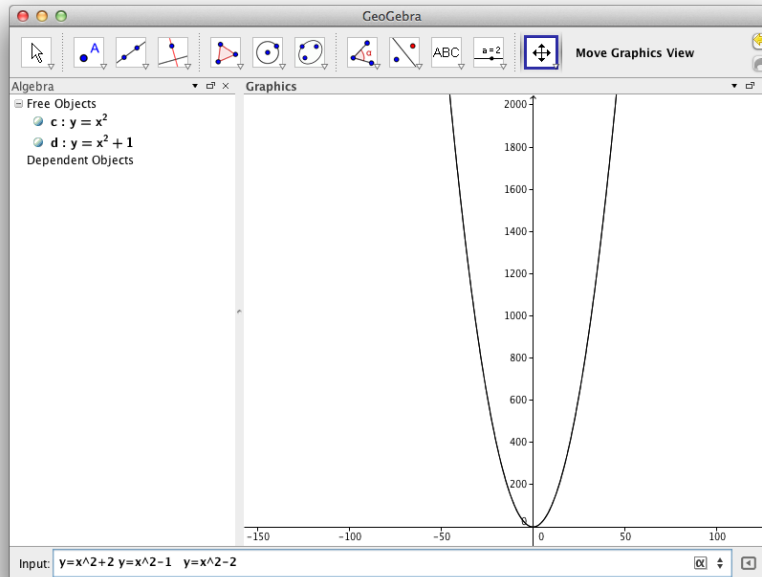 GeoGebra
A ABC a = 2 Move Graphics View
Algebra Graphics
Free Objects
c : y = x²
d : y = x² + 1
Dependent Objects
2000
1800
1600
1400
1200
1000
800
600
400
200
0
-150 -100 -50 0 50 100
Input: y=x^2+2 y=x^2-1 y=x^2-2 α